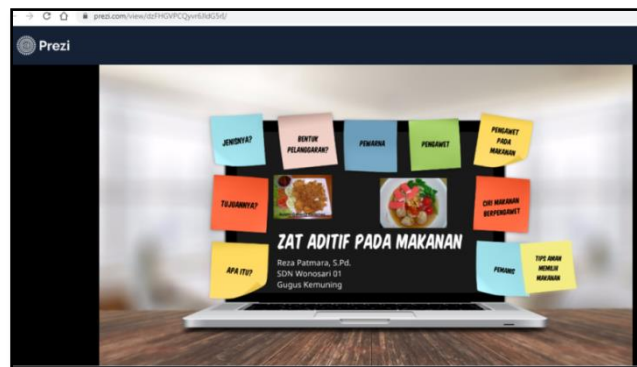 prezi.com/view/dzFHGVPCQyvr6JldG5rl/
Prezi
JENISNYA?
BENTUK
PELANGGARAN?
PEWARNA
PENGAWET
PENGAWET
PADA
MAKANAN
TUJUANNYA?
CIRI MAKANAN
BERPENGAWET
ZAT ADITIF PADA MAKANAN
Reza Patmara, S.Pd.
SDN Wonosari 01
Gugus Kemuning
APA ITU?
PEMANIS
TIPS AMAN
MEMILIH
MAKANAN